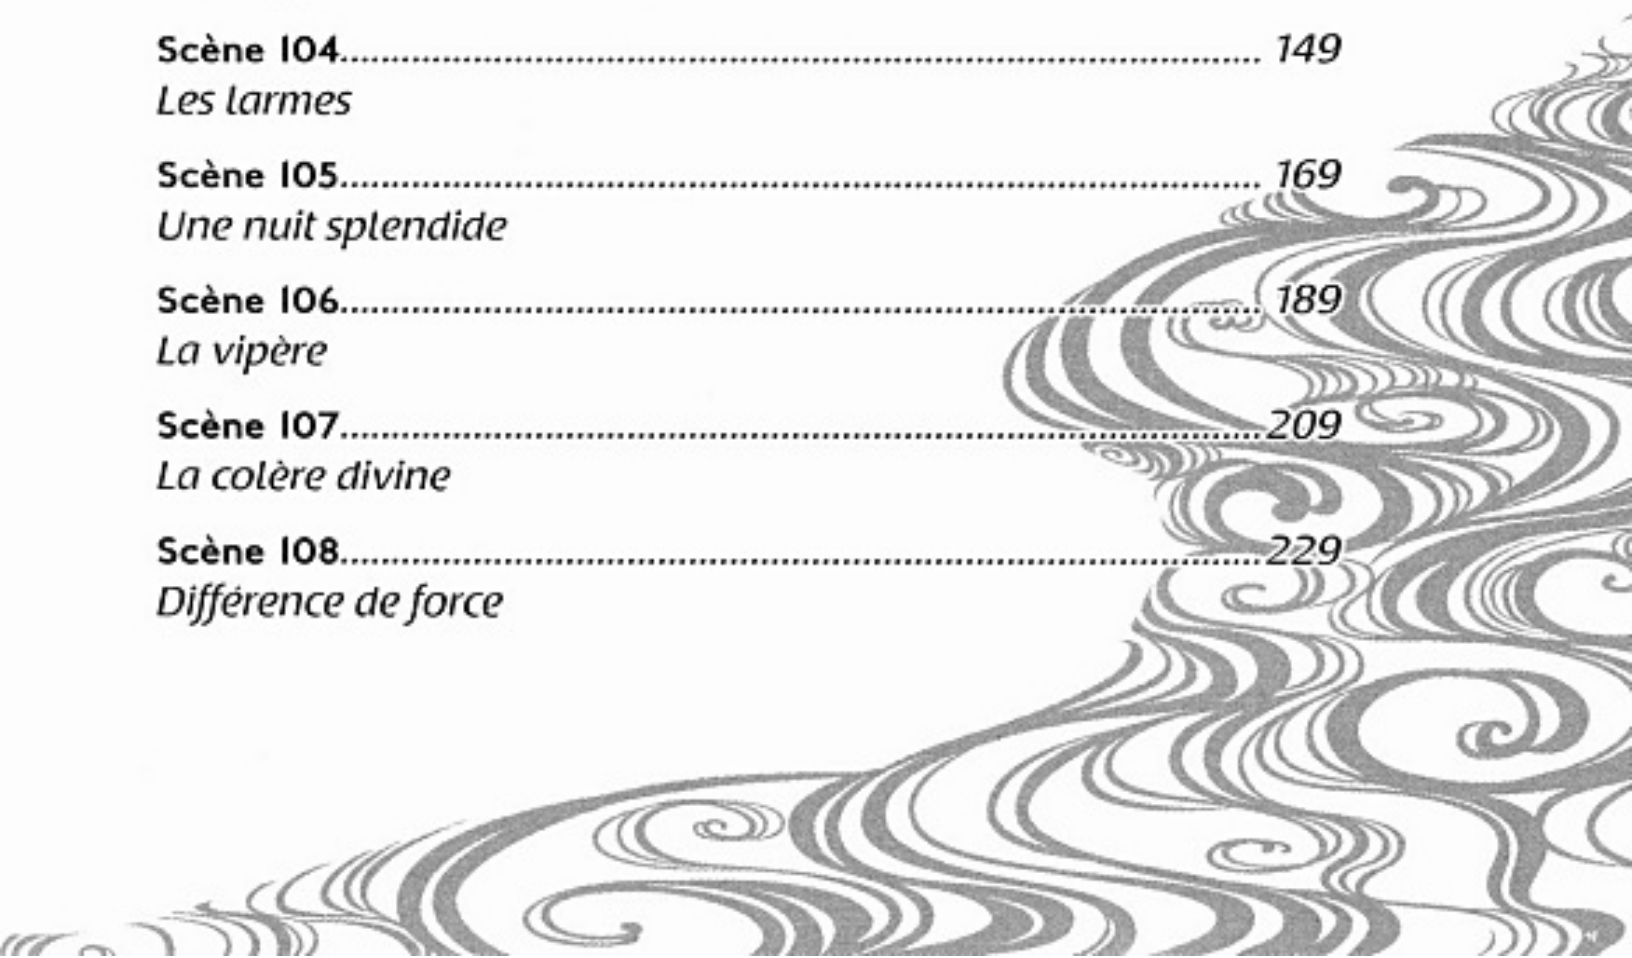 Scène 104.................... 149
Les larmes
Scène 105.................... 169
Une nuit splendide
Scène 106.................... 189
La vipère
Scène 107.................... 209
La colère divine
Scène 108.................... 229
Différence de force